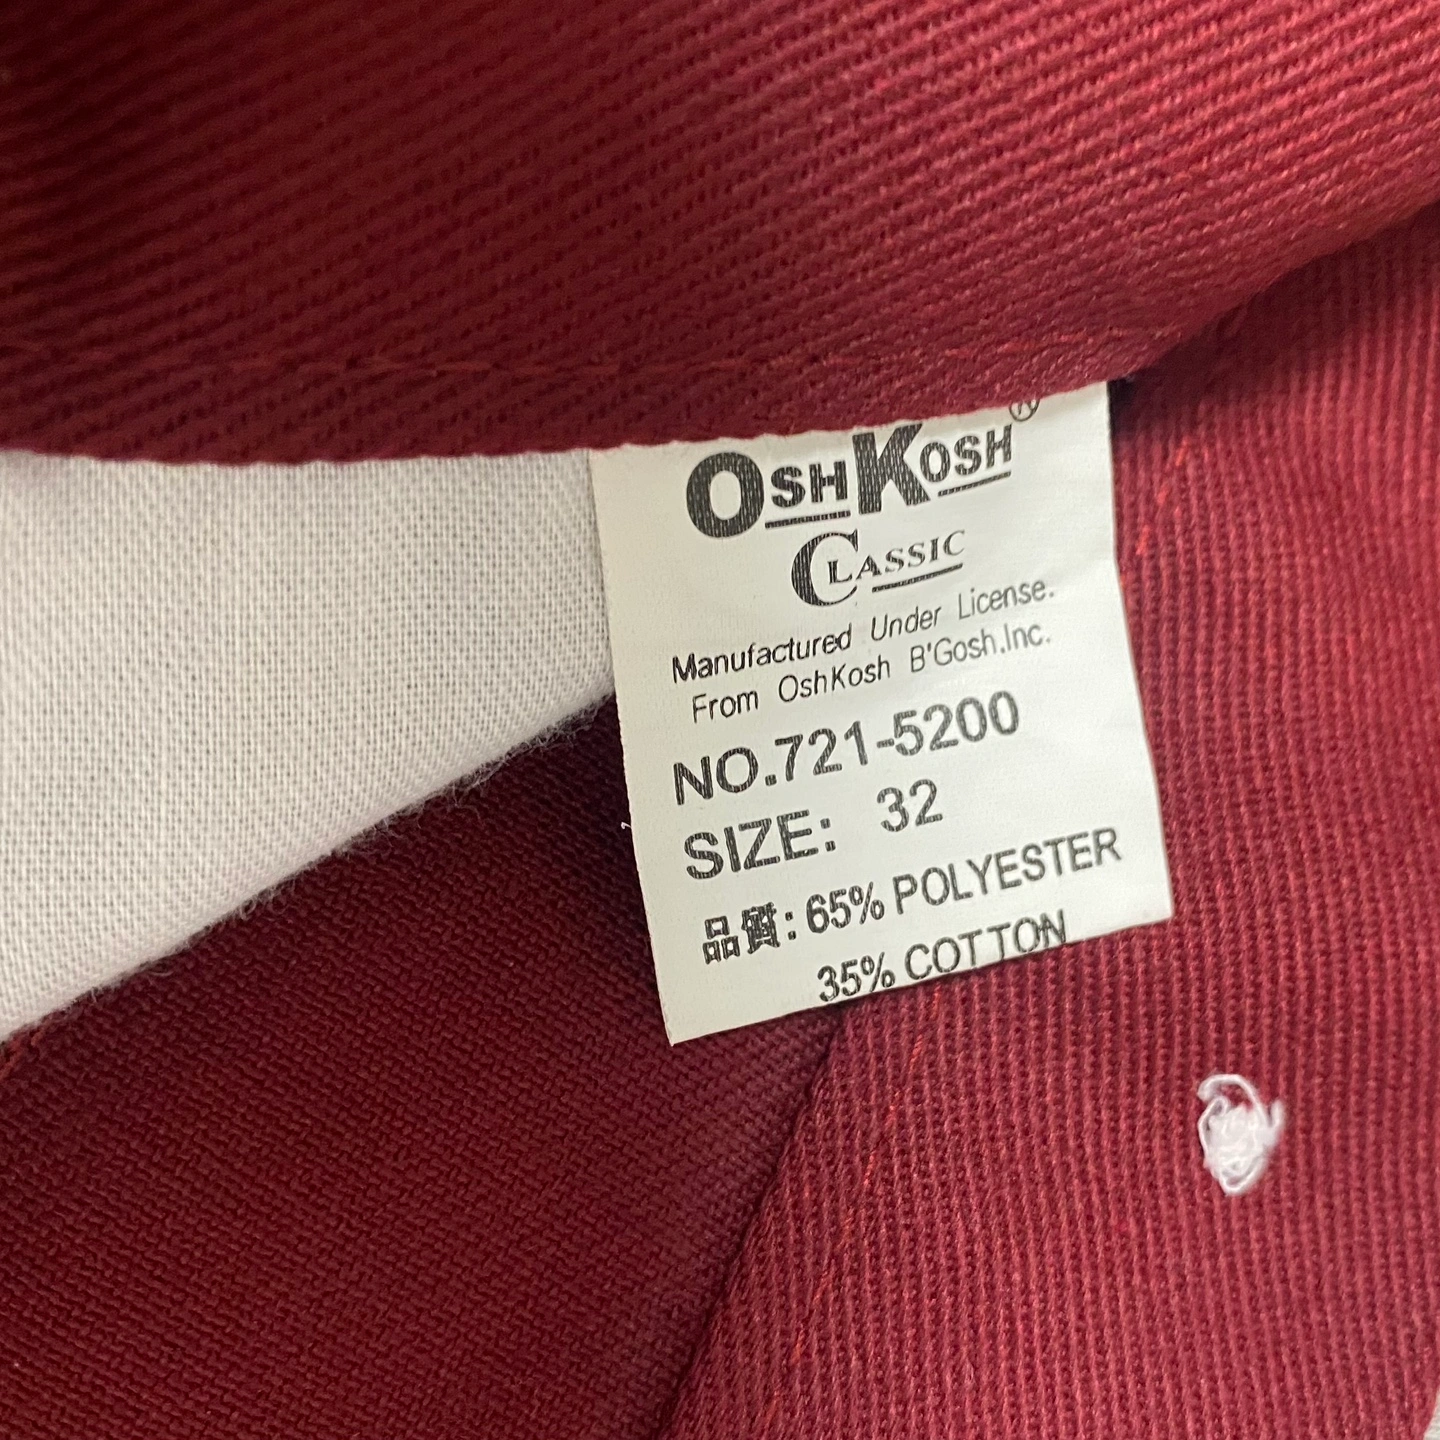 OSHKOSH®
CLASSIC
Manufactured Under License.
From OshKosh B'Gosh.Inc.
NO.721-5200
SIZE: 32
品質:65% POLYESTER
35% COTTON